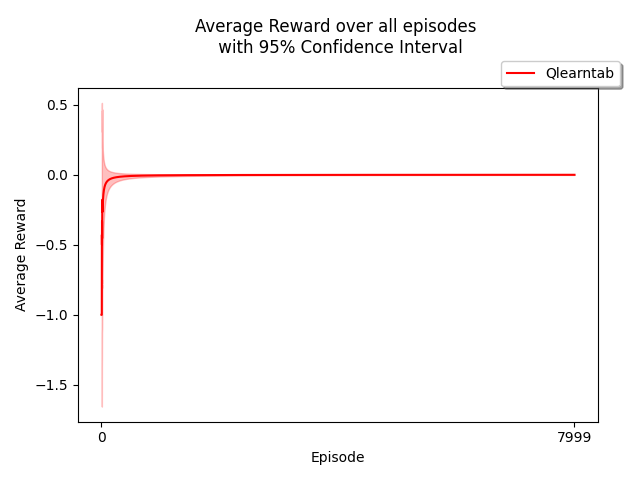 Average Reward over all episodes
with 95% Confidence Interval
Qlearntab
0.5
0.0
−0.5
−1.0
−1.5
Average Reward
0
7999
Episode